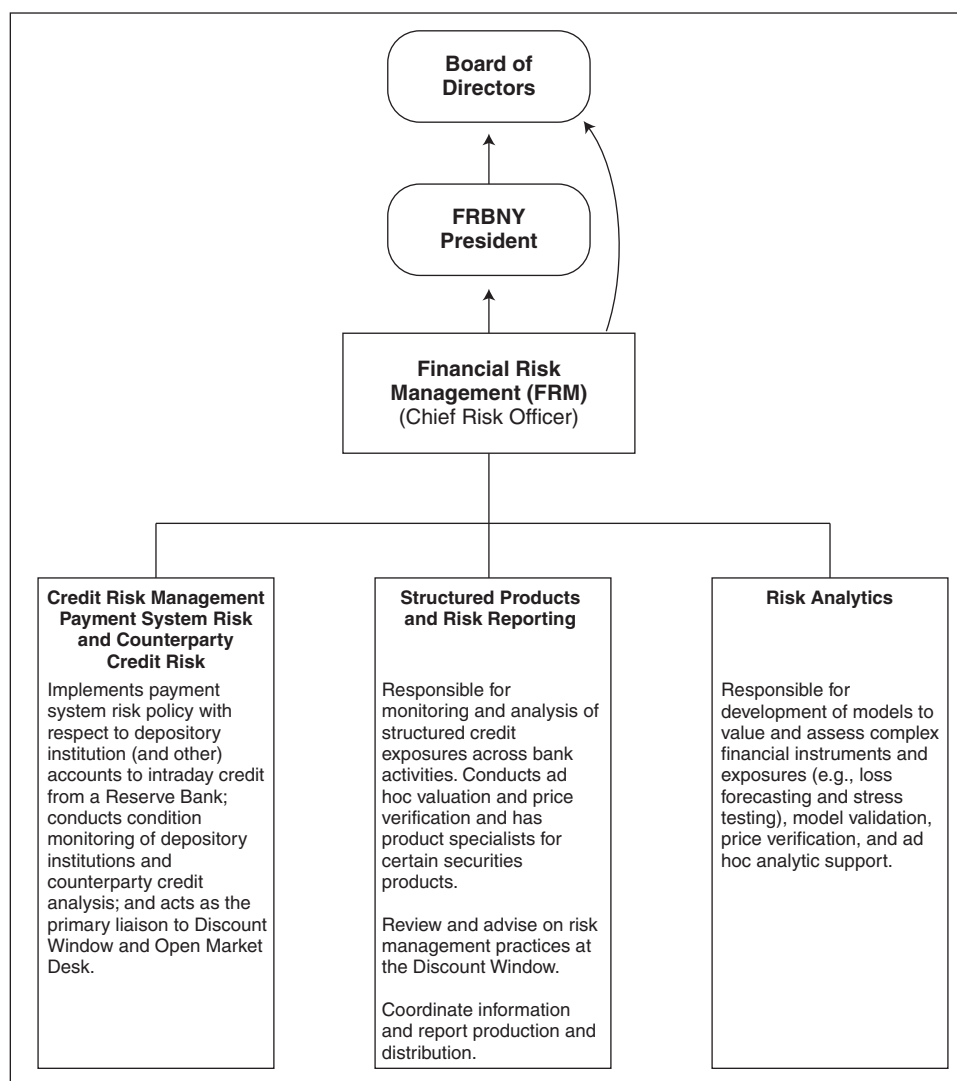 Board of
Directors
FRBNY
President
Financial Risk
Management (FRM)
(Chief Risk Officer)
Credit Risk Management
Payment System Risk
and Counterparty
Credit Risk
Implements payment
system risk policy with
respect to depository
institution (and other)
accounts to intraday credit
from a Reserve Bank;
conducts condition
monitoring of depository
institutions and
counterparty credit
analysis; and acts as the
primary liaison to Discount
Window and Open Market
Desk.
Structured Products
and Risk Reporting
Responsible for
monitoring and analysis of
structured credit
exposures across bank
activities. Conducts ad
hoc valuation and price
verification and has
product specialists for
certain securities
products.
Review and advise on risk
management practices at
the Discount Window.
Coordinate information
and report production and
distribution.
Risk Analytics
Responsible for
development of models to
value and assess complex
financial instruments and
exposures (e.g., loss
forecasting and stress
testing), model validation,
price verification, and ad
hoc analytic support.